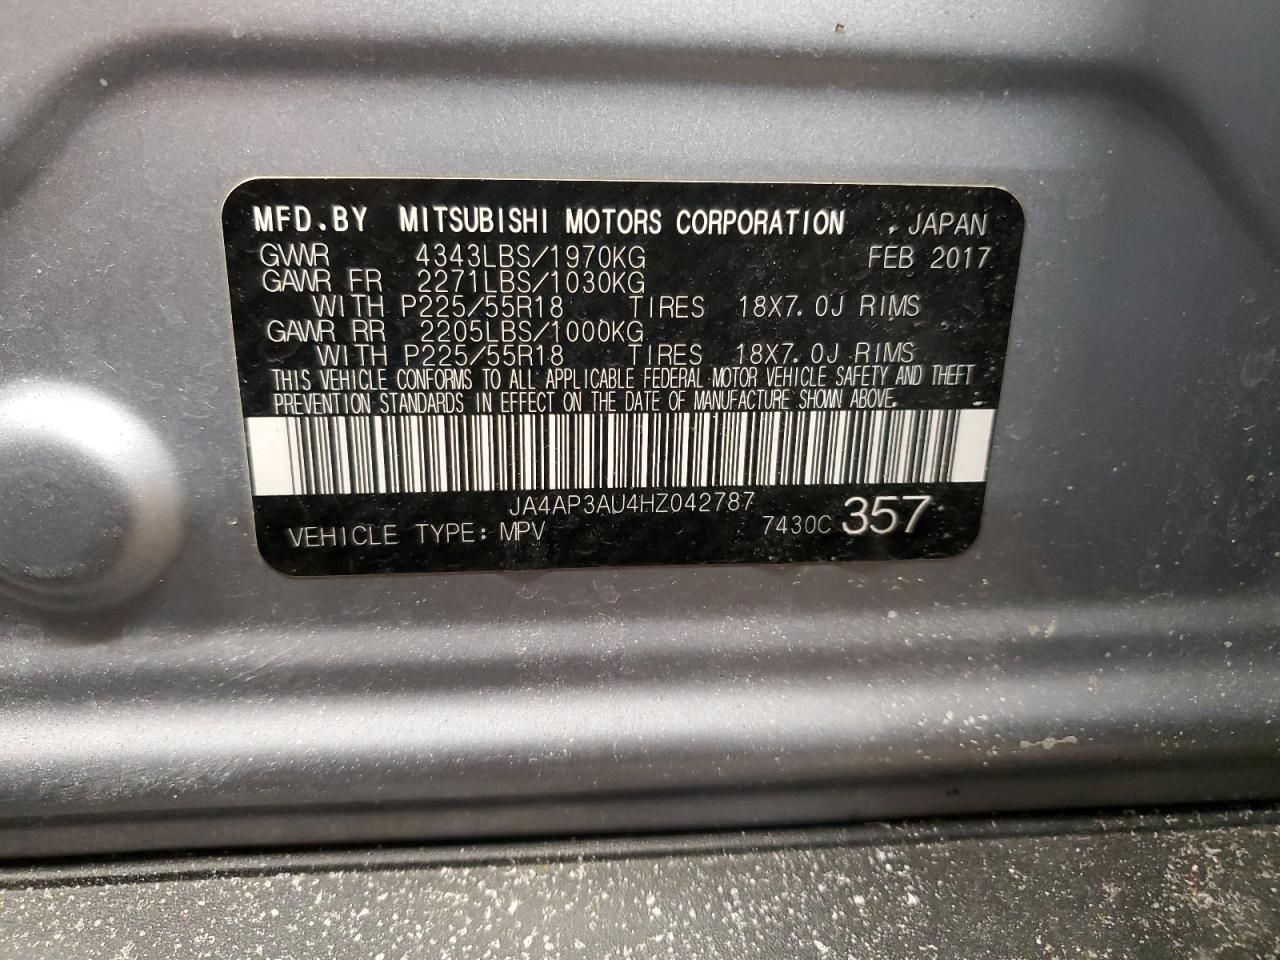 MFD.BY MITSUBISHI MOTORS CORPORATION , JAPAN
GVWR 4343LBS/1970KG FEB 2017
GAWR FR 2271LBS/1030KG
WITH P225/55R18 TIRES 18X7.0J RIMS
GAWR RR 2205LBS/1000KG
WITH P225/55R18 TIRES 18X7.0J RIMS
THIS VEHICLE CONFORMS TO ALL APPLICABLE FEDERAL MOTOR VEHICLE SAFETY AND THEFT
PREVENTION STANDARDS IN EFFECT ON THE DATE OF MANUFACTURE SHOWN ABOVE.
JA4AP3AU4HZ042787
VEHICLE TYPE: MPV 7430C 357